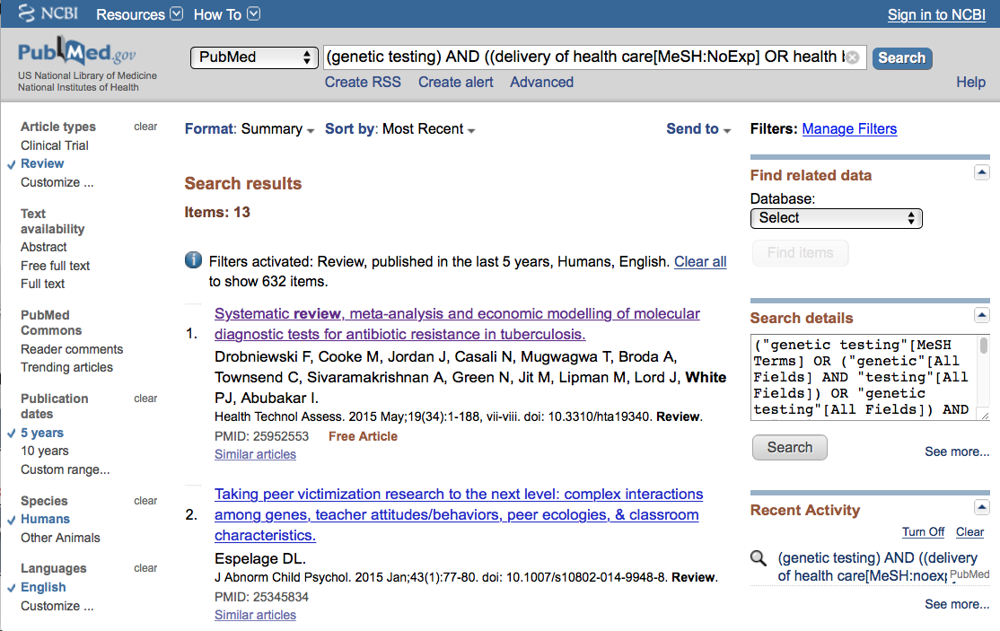 NCBI Resources How To Sign in to NCBI
PubMed.gov
US National Library of Medicine
National Institutes of Health
PubMed
(genetic testing) AND ((delivery of health care[MeSH:NoExp] OR health
Search
Create RSS Create alert Advanced
Help
Article types clear
Clinical Trial
Review
Customize ...
Text
availability
Abstract
Free full text
Full text
PubMed
Commons
Reader comments
Trending articles
Publication clear
dates
5 years
10 years
Custom range...
Species clear
Humans
Other Animals
Languages clear
English
Customize ...
Format: Summary Sort by: Most Recent Send to
Search results
Items: 13
Filters activated: Review, published in the last 5 years, Humans, English. Clear all
to show 632 items.
1. Systematic review, meta-analysis and economic modelling of molecular
diagnostic tests for antibiotic resistance in tuberculosis.
Drobniewski F, Cooke M, Jordan J, Casali N, Mugwagwa T, Broda A,
Townsend C, Sivaramakrishnan A, Green N, Jit M, Lipman M, Lord J, White
PJ, Abubakar I.
Health Technol Assess. 2015 May;19(34):1-188, vii-viii. doi: 10.3310/hta19340. Review.
PMID: 25952553 Free Article
Similar articles
2. Taking peer victimization research to the next level: complex interactions
among genes, teacher attitudes/behaviors, peer ecologies, & classroom
characteristics.
Espelage DL.
J Abnorm Child Psychol. 2015 Jan;43(1):77-80. doi: 10.1007/s10802-014-9948-8. Review.
PMID: 25345834
Similar articles
Filters: Manage Filters
Find related data
Database:
Select
Find items
Search details
("genetic testing"[MeSH
Terms] OR ("genetic"[All
Fields] AND "testing"[All
Fields]) OR "genetic
testing"[All Fields]) AND
Search
See more...
Recent Activity
Turn Off Clear
(genetic testing) AND ((delivery
of health care[MeSH:noexp PubMed
See more...